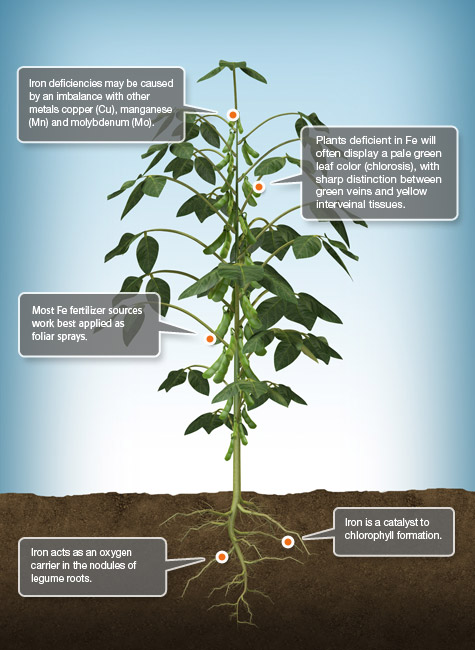 Iron deficiencies may be caused
by an imbalance with other
metals copper (Cu), manganese
(Mn) and molybdenum (Mo).
Plants deficient in Fe will
often display a pale green
leaf color (chlorosis), with
sharp distinction between
green veins and yellow
interveinal tissues.
Most Fe fertilizer sources
work best applied as
foliar sprays.
Iron is a catalyst to
chlorophyll formation.
Iron acts as an oxygen
carrier in the nodules of
legume roots.